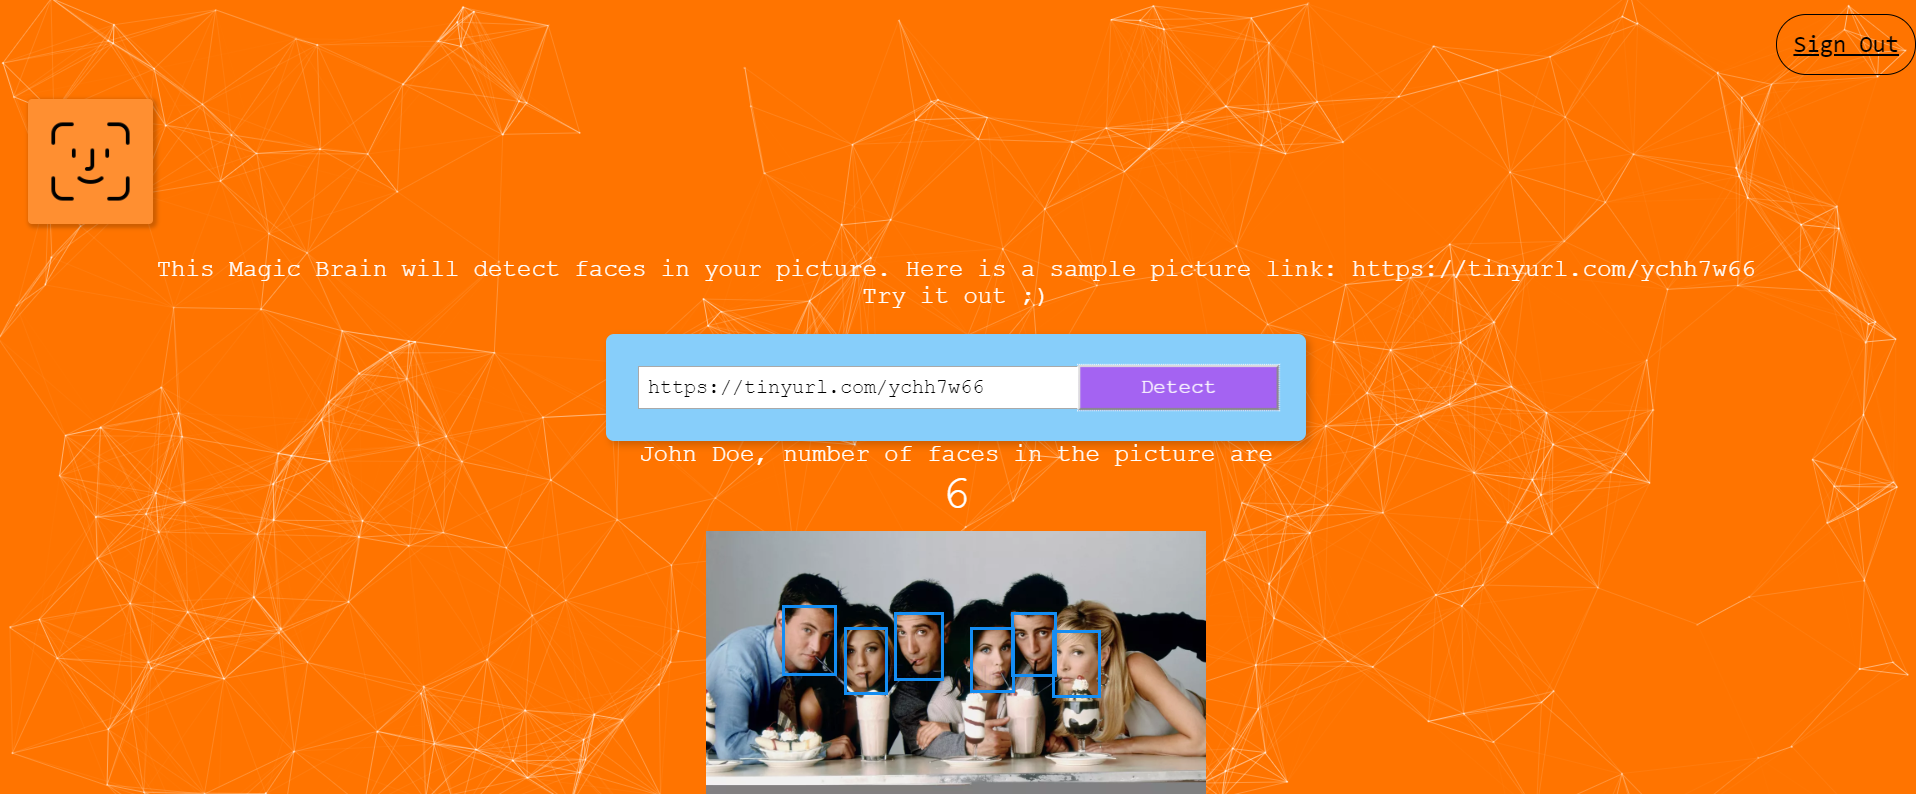 Sign Out
This Magic Brain will detect faces in your picture. Here is a sample picture link: https://tinyurl.com/ychh7w66
Try it out ;)
https://tinyurl.com/ychh7w66 Detect
John Doe, number of faces in the picture are
6